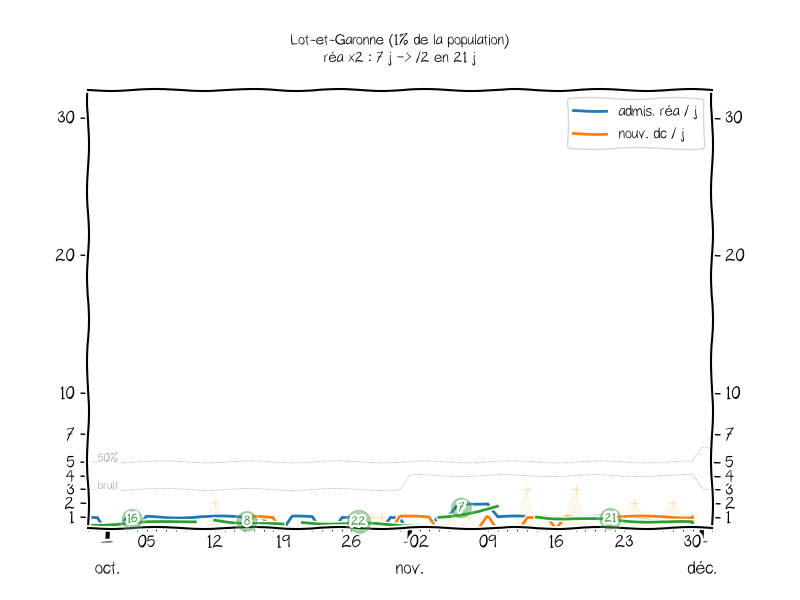 Lot-et-Garonne (1% de la population)
réa x2 : 7 j -> /2 en 21 j
admis. réa / j
nouv. dc / j
30 30
20 20
10 10
7 7
5 50% 5
4 4
3 bruit 3
2 2
1 1
16 8 22 7 21
05 12 19 26 02 09 16 23 30
oct. nov. déc.